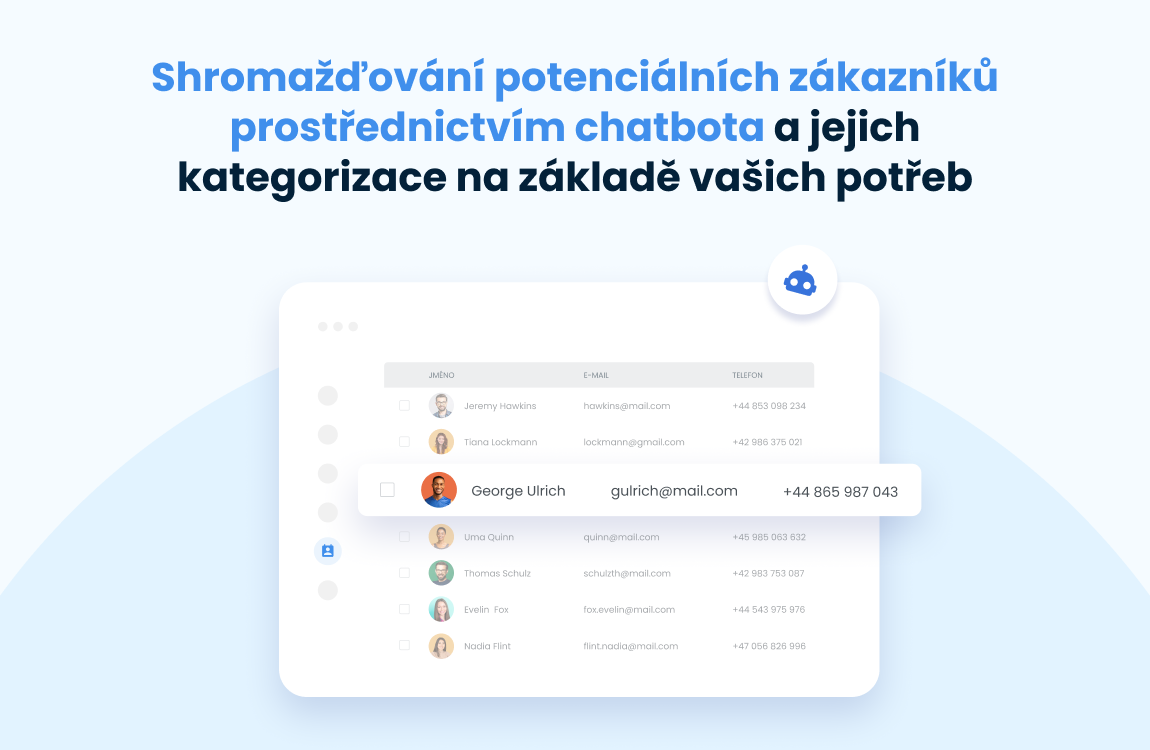 Shromažďování potenciálních zákazníků
prostřednictvím chatbota a jejich
kategorizace na základě vašich potřeb
JMÉNO E-MAIL TELEFON
Jeremy Hawkins hawkins@mail.com +44 853 098 234
Tiana Lockmann lockmann@gmail.com +42 986 375 021
George Ulrich gulrich@mail.com +44 865 987 043
Uma Quinn quinn@mail.com +45 985 063 632
Thomas Schulz schulzth@mail.com +42 983 753 087
Evelin Fox fox.evelin@mail.com +44 543 975 976
Nadia Flint flint.nadia@mail.com +47 056 826 996